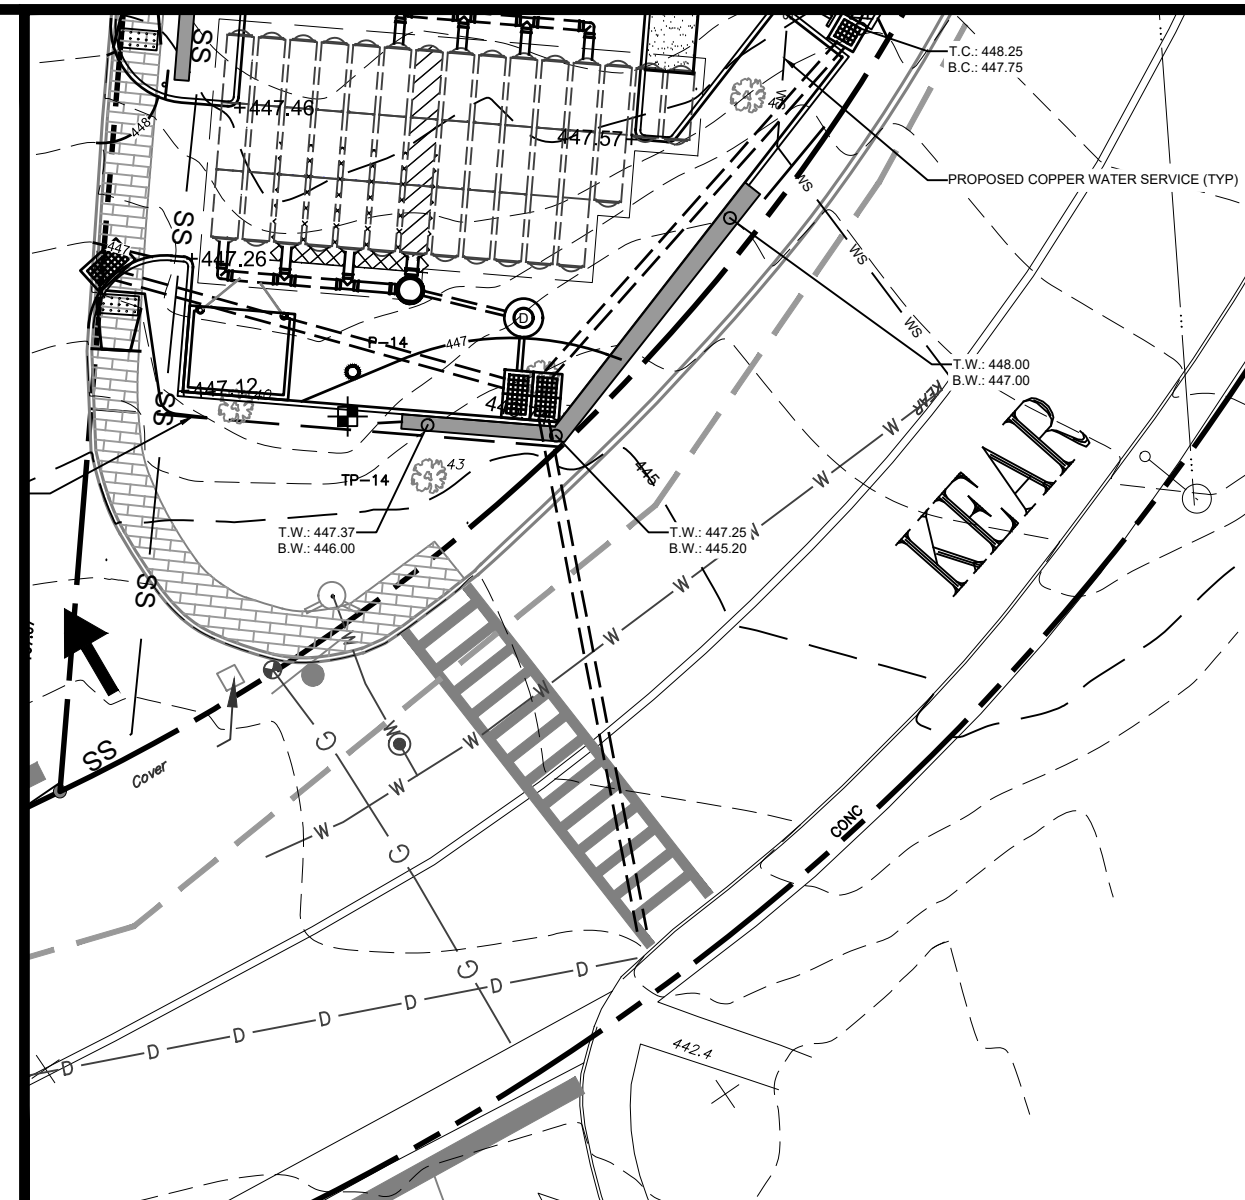 SS
T.C.: 448.25
B.C.: 447.75
447.46
448
43
447.57
PROPOSED COPPER WATER SERVICE (TYP)
WS
SS
WS
447
447.26
D
WS
P-14
447
T.W.: 448.00
B.W.: 447.00
447.12
KEAR
SS
W
KEAR
43
445
TP-14
W
T.W.: 447.37
B.W.: 446.00
T.W.: 447.25
B.W.: 445.20
W
SS
W
W
W
W
W
G
W
SS
Cover
W
CONC
W
G
G
D
D
D
D
D
D
D
442.4